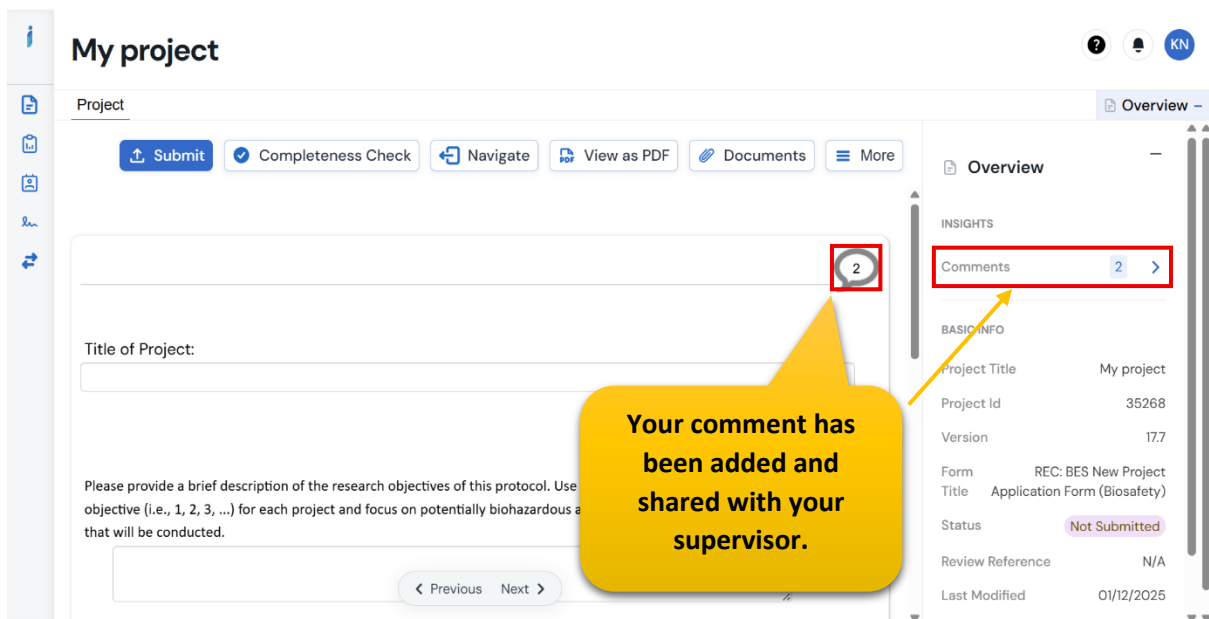 My project
KN
Project
Overview –
Submit
Completeness Check
Navigate
PDF
View as PDF
Documents
More
2
Title of Project:
Please provide a brief description of the research objectives of this protocol. Use
objective (i.e., 1, 2, 3, ...) for each project and focus on potentially biohazardous a
that will be conducted.
Previous Next
Your comment has
been added and
shared with your
supervisor.
Overview
INSIGHTS
Comments 2
BASIC INFO
Project Title My project
Project Id 35268
Version 17.7
Form REC: BES New Project
Title Application Form (Biosafety)
Status Not Submitted
Review Reference N/A
Last Modified 01/12/2025